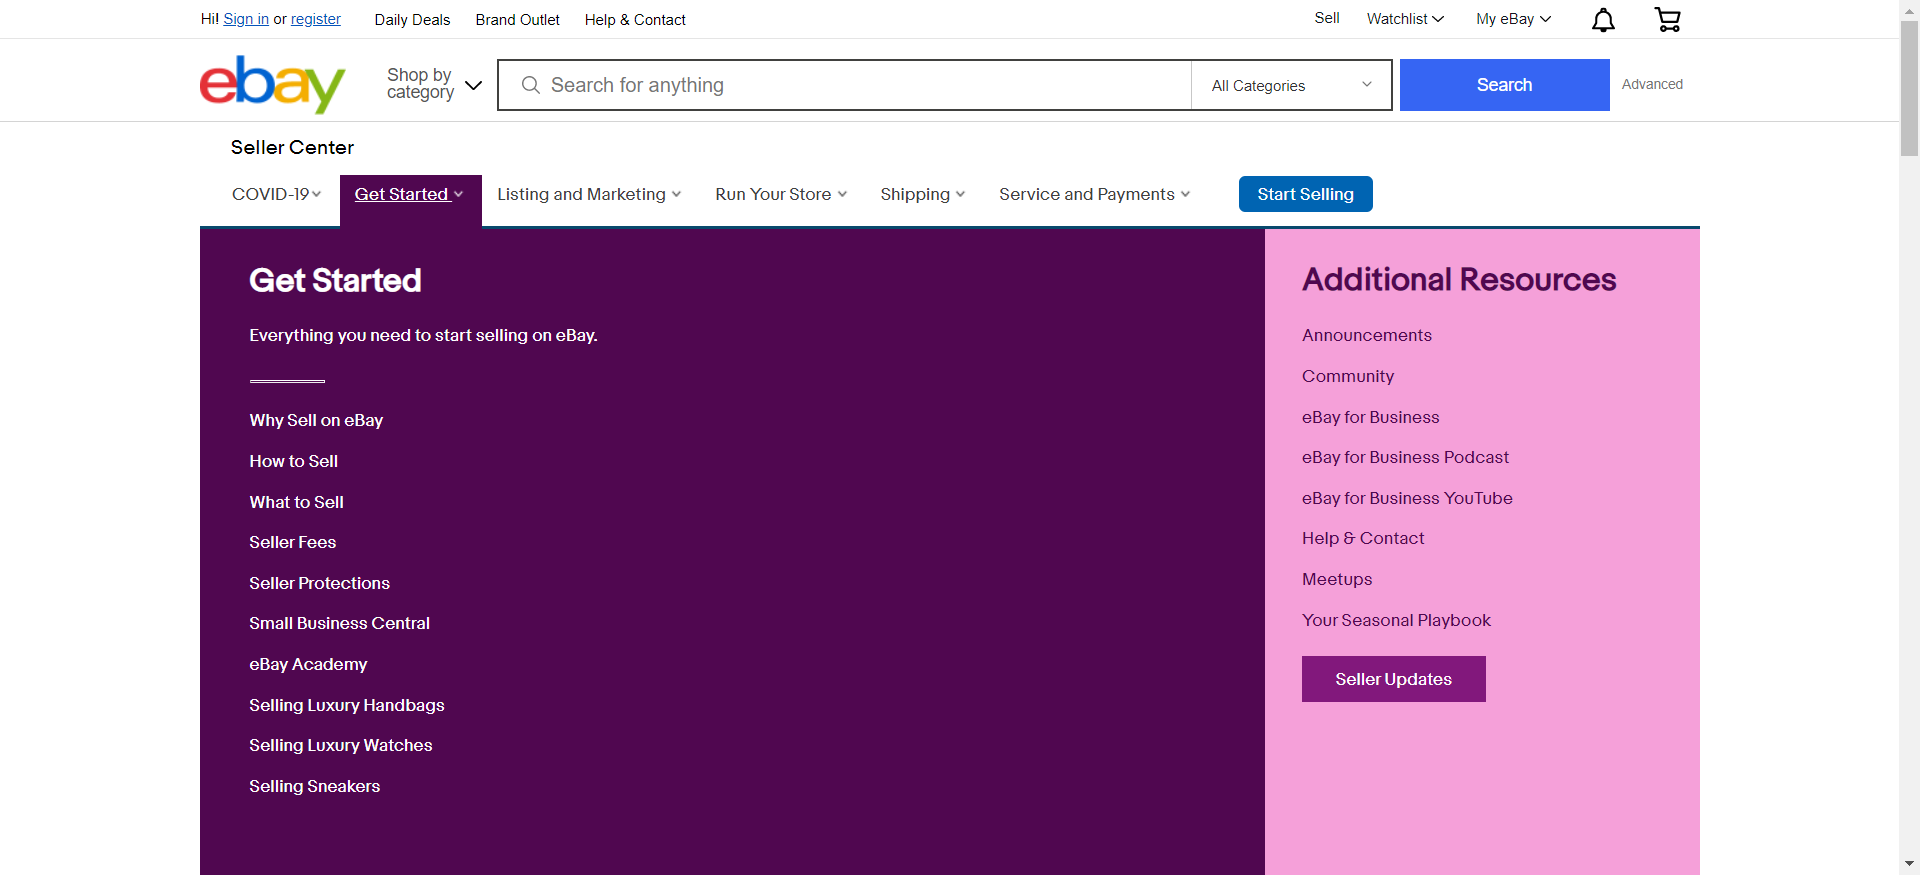 Hi! Sign in or register Daily Deals Brand Outlet Help & Contact Sell Watchlist My eBay
ebay Shop by category Search for anything All Categories Search Advanced
Seller Center
COVID-19 Get Started Listing and Marketing Run Your Store Shipping Service and Payments Start Selling
Get Started
Everything you need to start selling on eBay.
Why Sell on eBay
How to Sell
What to Sell
Seller Fees
Seller Protections
Small Business Central
eBay Academy
Selling Luxury Handbags
Selling Luxury Watches
Selling Sneakers
Additional Resources
Announcements
Community
eBay for Business
eBay for Business Podcast
eBay for Business YouTube
Help & Contact
Meetups
Your Seasonal Playbook
Seller Updates